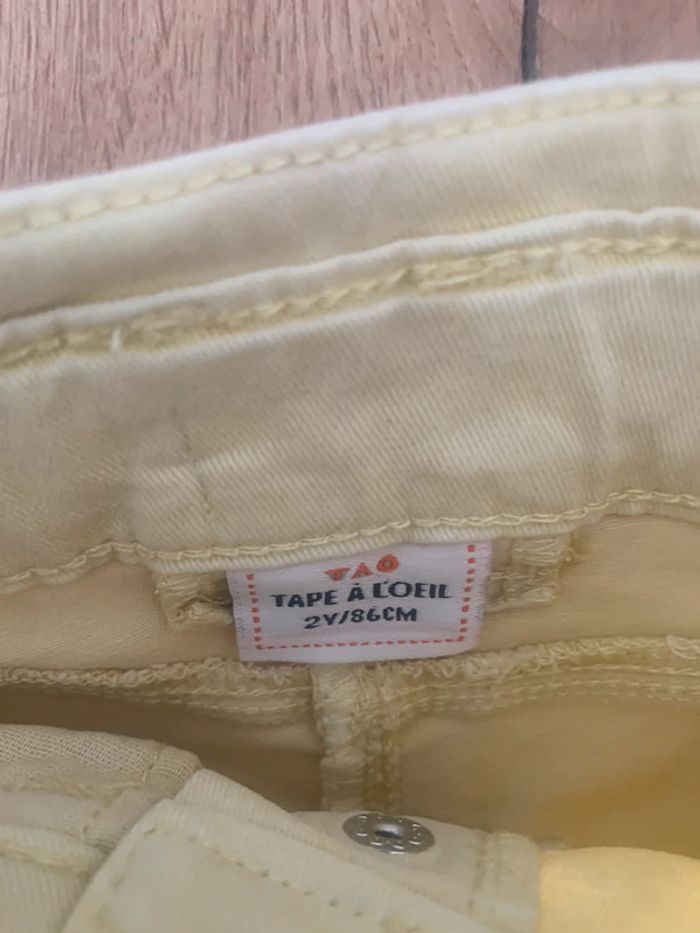 TAO
TAPE À L'OEIL
2Y/86CM